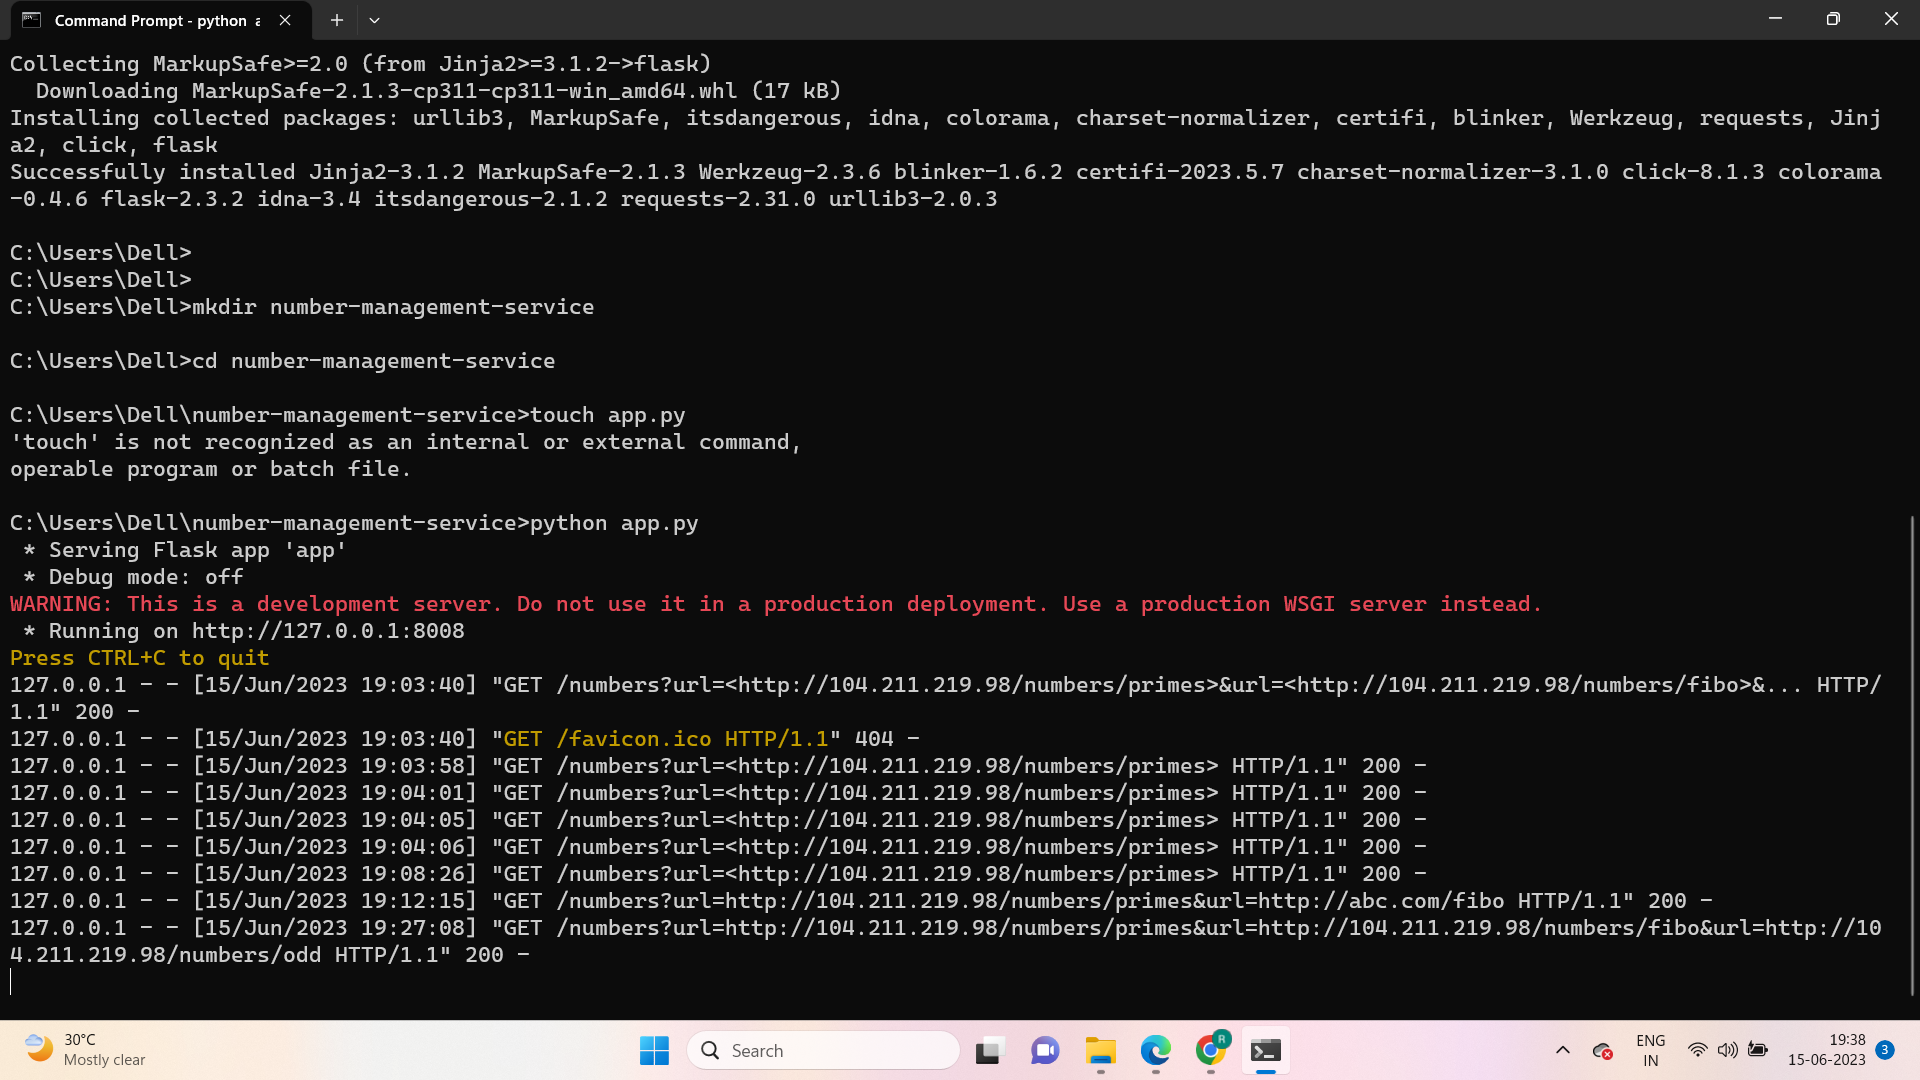 Command Prompt - python a
Collecting MarkupSafe>=2.0 (from Jinja2>=3.1.2->flask)
  Downloading MarkupSafe-2.1.3-cp311-cp311-win_amd64.whl (17 kB)
Installing collected packages: urllib3, MarkupSafe, itsdangerous, idna, colorama, charset-normalizer, certifi, blinker, Werkzeug, requests, Jinj
a2, click, flask
Successfully installed Jinja2-3.1.2 MarkupSafe-2.1.3 Werkzeug-2.3.6 blinker-1.6.2 certifi-2023.5.7 charset-normalizer-3.1.0 click-8.1.3 colorama
-0.4.6 flask-2.3.2 idna-3.4 itsdangerous-2.1.2 requests-2.31.0 urllib3-2.0.3
C:\Users\Dell>
C:\Users\Dell>
C:\Users\Dell>mkdir number-management-service
C:\Users\Dell>cd number-management-service
C:\Users\Dell\number-management-service>touch app.py
'touch' is not recognized as an internal or external command,
operable program or batch file.
C:\Users\Dell\number-management-service>python app.py
 * Serving Flask app 'app'
 * Debug mode: off
WARNING: This is a development server. Do not use it in a production deployment. Use a production WSGI server instead.
 * Running on http://127.0.0.1:8008
Press CTRL+C to quit
127.0.0.1 - - [15/Jun/2023 19:03:40] "GET /numbers?url=<http://104.211.219.98/numbers/primes>&url=<http://104.211.219.98/numbers/fibo>&... HTTP/
1.1" 200 -
127.0.0.1 - - [15/Jun/2023 19:03:40] "GET /favicon.ico HTTP/1.1" 404 -
127.0.0.1 - - [15/Jun/2023 19:03:58] "GET /numbers?url=<http://104.211.219.98/numbers/primes> HTTP/1.1" 200 -
127.0.0.1 - - [15/Jun/2023 19:04:01] "GET /numbers?url=<http://104.211.219.98/numbers/primes> HTTP/1.1" 200 -
127.0.0.1 - - [15/Jun/2023 19:04:05] "GET /numbers?url=<http://104.211.219.98/numbers/primes> HTTP/1.1" 200 -
127.0.0.1 - - [15/Jun/2023 19:04:06] "GET /numbers?url=<http://104.211.219.98/numbers/primes> HTTP/1.1" 200 -
127.0.0.1 - - [15/Jun/2023 19:08:26] "GET /numbers?url=<http://104.211.219.98/numbers/primes> HTTP/1.1" 200 -
127.0.0.1 - - [15/Jun/2023 19:12:15] "GET /numbers?url=http://104.211.219.98/numbers/primes&url=http://abc.com/fibo HTTP/1.1" 200 -
127.0.0.1 - - [15/Jun/2023 19:27:08] "GET /numbers?url=http://104.211.219.98/numbers/primes&url=http://104.211.219.98/numbers/fibo&url=http://10
4.211.219.98/numbers/odd HTTP/1.1" 200 -
30°C
Mostly clear
Search
R
ENG
IN
19:38
15-06-2023
3